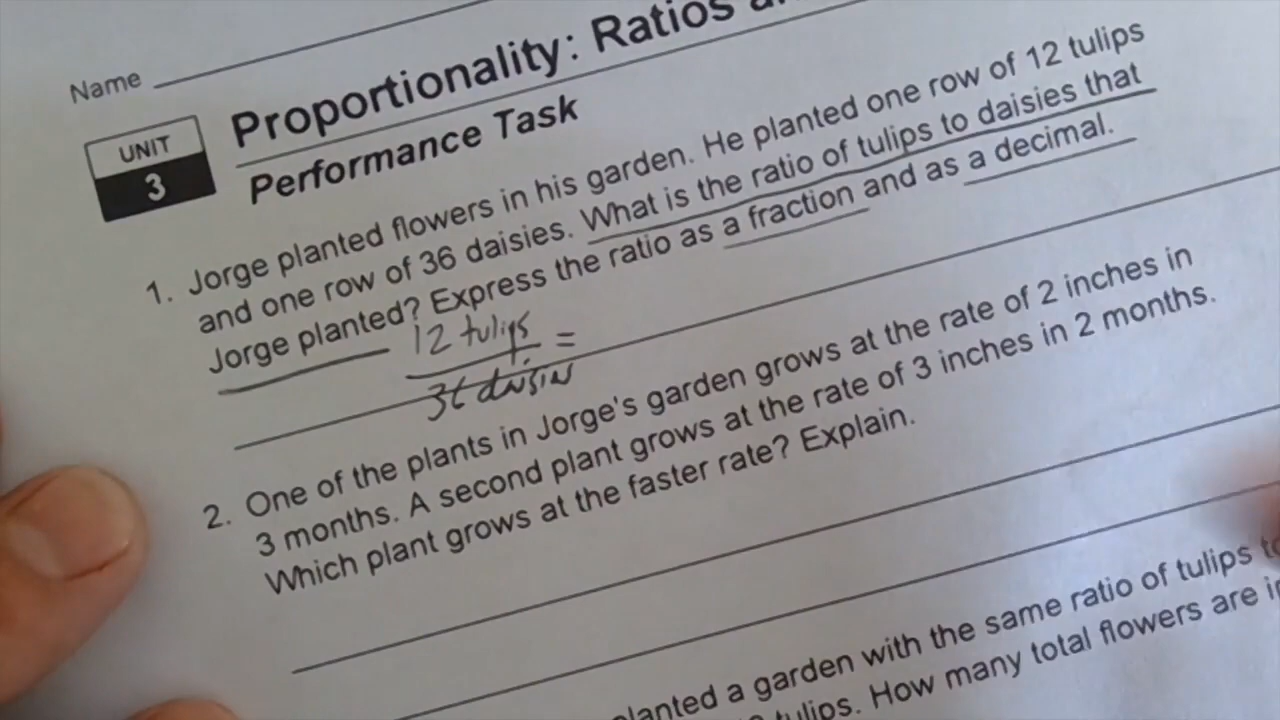 Name
Proportionality: Ratios
UNIT
3
Performance Task
1. Jorge planted flowers in his garden. He planted one row of 12 tulips
and one row of 36 daisies. What is the ratio of tulips to daisies that
Jorge planted? Express the ratio as a fraction and as a decimal.
12 tulips =
36 daisies
2. One of the plants in Jorge's garden grows at the rate of 2 inches in
3 months. A second plant grows at the rate of 3 inches in 2 months.
Which plant grows at the faster rate? Explain.
planted a garden with the same ratio of tulips to
tulips. How many total flowers are